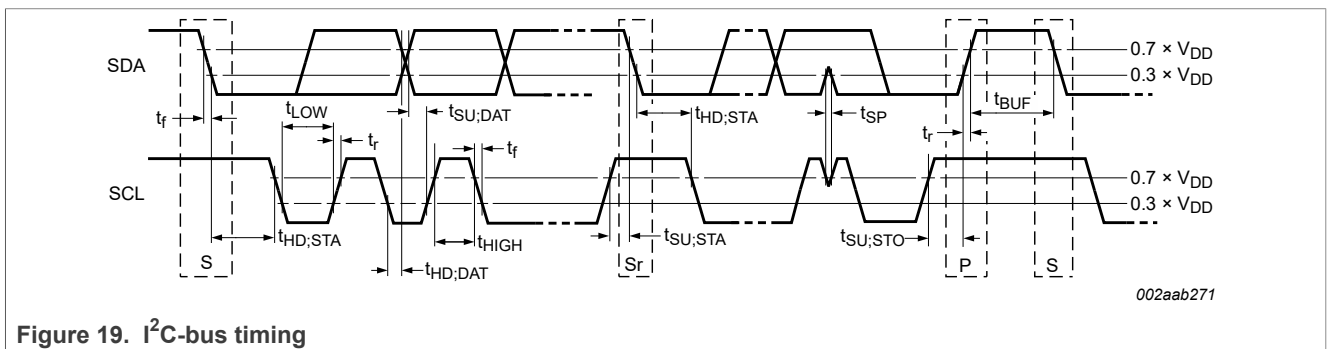 SDA
0.7 × VDD
0.3 × VDD
tf
tLOW
tr
tSU;DAT
tf
tHD;STA
tSP
tr
tBUF
SCL
0.7 × VDD
0.3 × VDD
tHD;STA
tHD;DAT
tHIGH
tSU;STA
tSU;STO
S
Sr
P
S
002aab271
Figure 19. I²C-bus timing